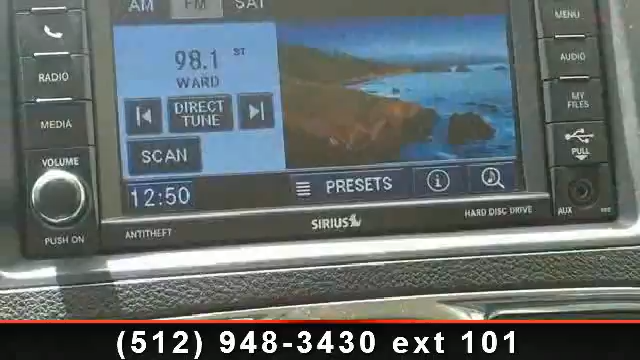 AM FM SAT
MENU
RADIO
98.1 ST
WARD
AUDIO
MEDIA
DIRECT
TUNE
MY
FILES
PULL
SCAN
VOLUME
12:50
PRESETS
AUX
PUSH ON
ANTITHEFT
SIRIUS
HARD DISC DRIVE
(512) 948-3430 ext 101